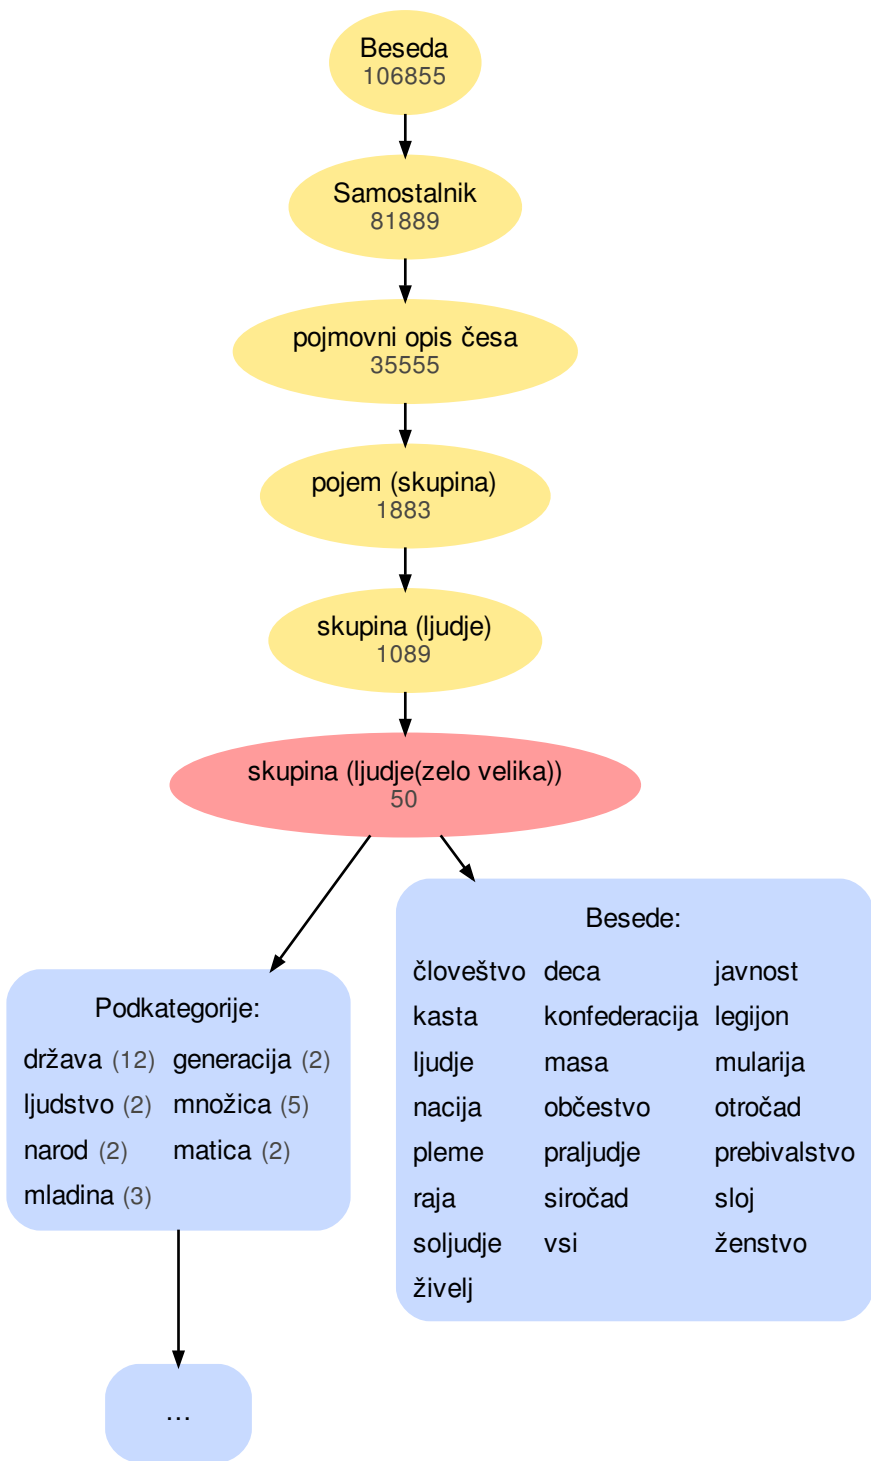 Beseda
106855
Samostalnik
81889
pojmovni opis česa
35555
pojem (skupina)
1883
skupina (ljudje)
1089
skupina (ljudje(zelo velika))
50
Podkategorije:
država (12) generacija (2)
ljudstvo (2) množica (5)
narod (2) matica (2)
mladina (3)
...
Besede:
človeštvo deca javnost
kasta konfederacija legijon
ljudje masa mularija
nacija občestvo otročad
pleme praljudje prebivalstvo
raja siročad sloj
soljudje vsi ženstvo
živelj